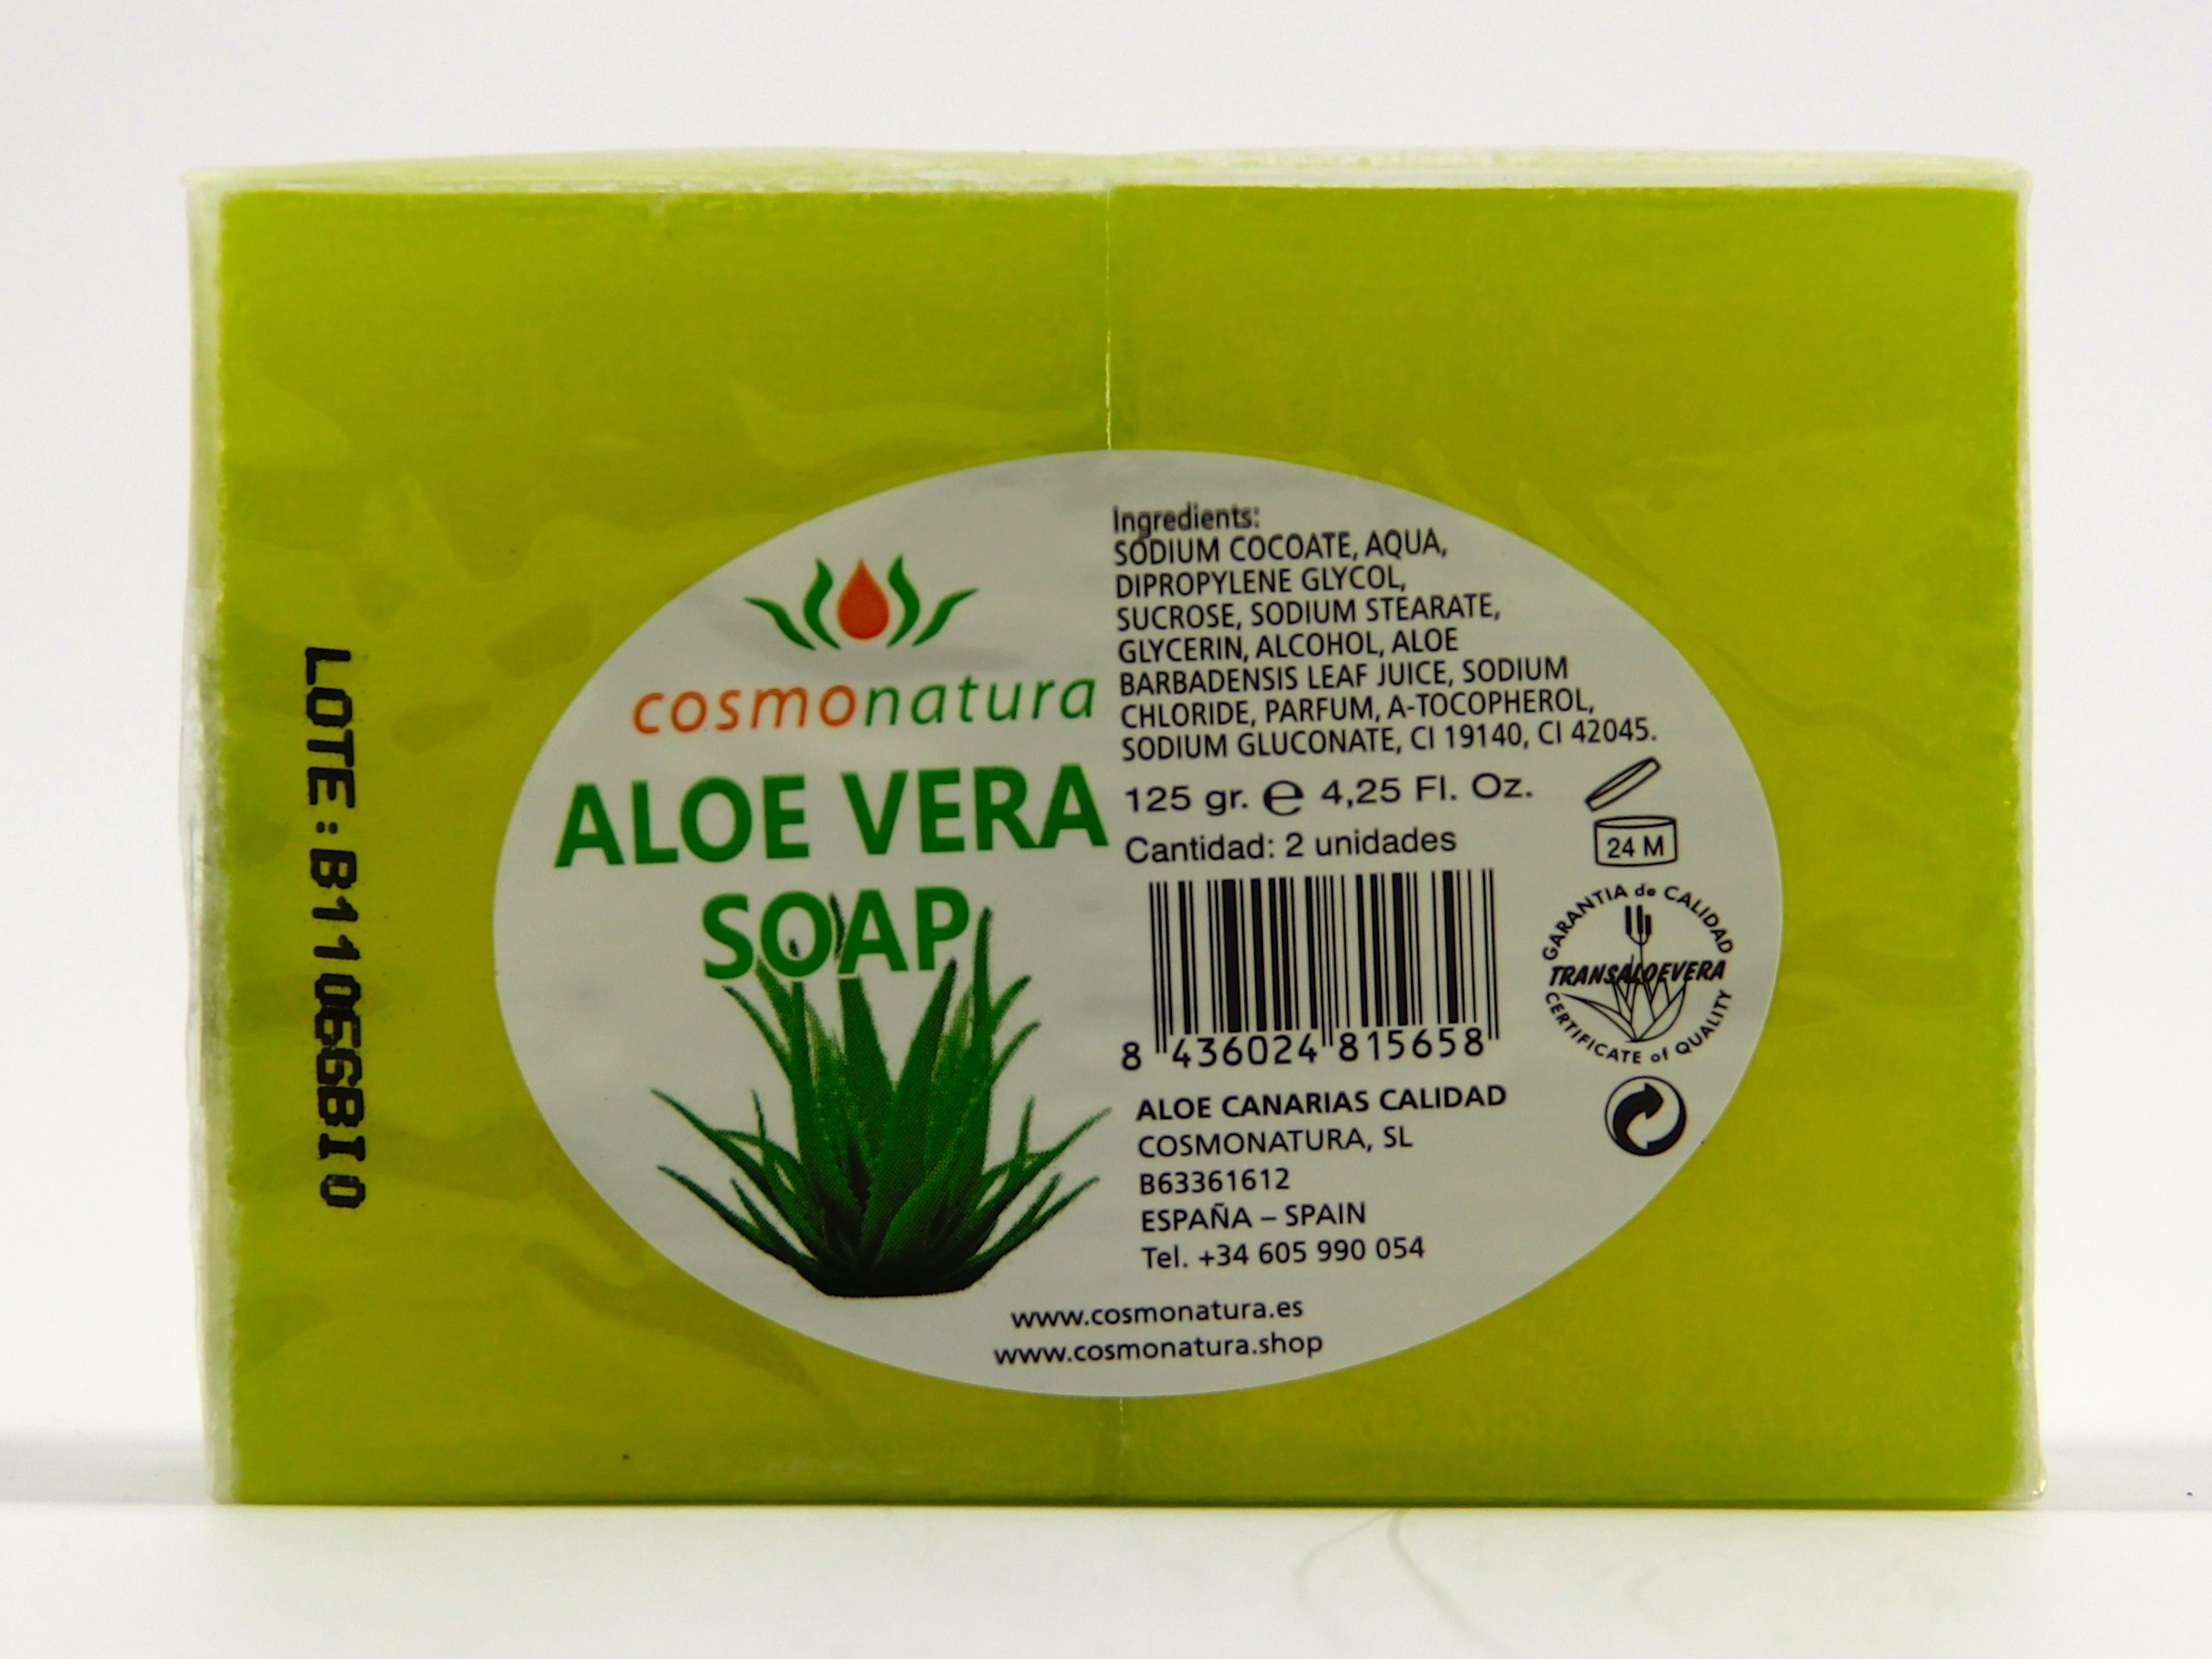 LOTE:B11056GBIO
cosmonatura
ALOE VERA
SOAP
Ingredients:
SODIUM COCOATE, AQUA,
DIPROPYLENE GLYCOL,
SUCROSE, SODIUM STEARATE,
GLYCERIN, ALCOHOL, ALOE
BARBADENSIS LEAF JUICE, SODIUM
CHLORIDE, PARFUM, A-TOCOPHEROL,
SODIUM GLUCONATE, CI 19140, CI 42045.
125 gr. e 4,25 Fl. Oz.
Cantidad: 2 unidades
24 M
8 436024 815658
GARANTIA de CALIDAD
TRANSALOEVERA
CERTIFICATE of QUALITY
ALOE CANARIAS CALIDAD
COSMONATURA, SL
B63361612
ESPAÑA – SPAIN
Tel. +34 605 990 054
www.cosmonatura.es
www.cosmonatura.shop